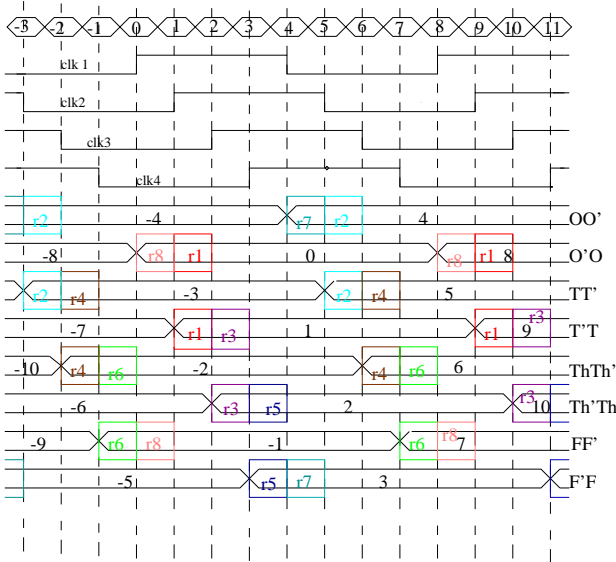 -3 -2 -1 0 1 2 3 4 5 6 7 8 9 10 11
clk 1
clk2
clk3
clk4
r2 -4 r7 r2 4 OO'
-8 r8 r1 0 r8 r1 8 O'O
r2 r4 -3 r2 r4 5 TT'
-7 r1 r3 1 r1 r3 9 T'T
-10 r4 r6 -2 r4 r6 6 ThTh'
-6 r3 r5 2 r3 10 Th'Th
-9 r6 r8 -1 r6 r8 7 FF'
-5 r5 r7 3 F'F